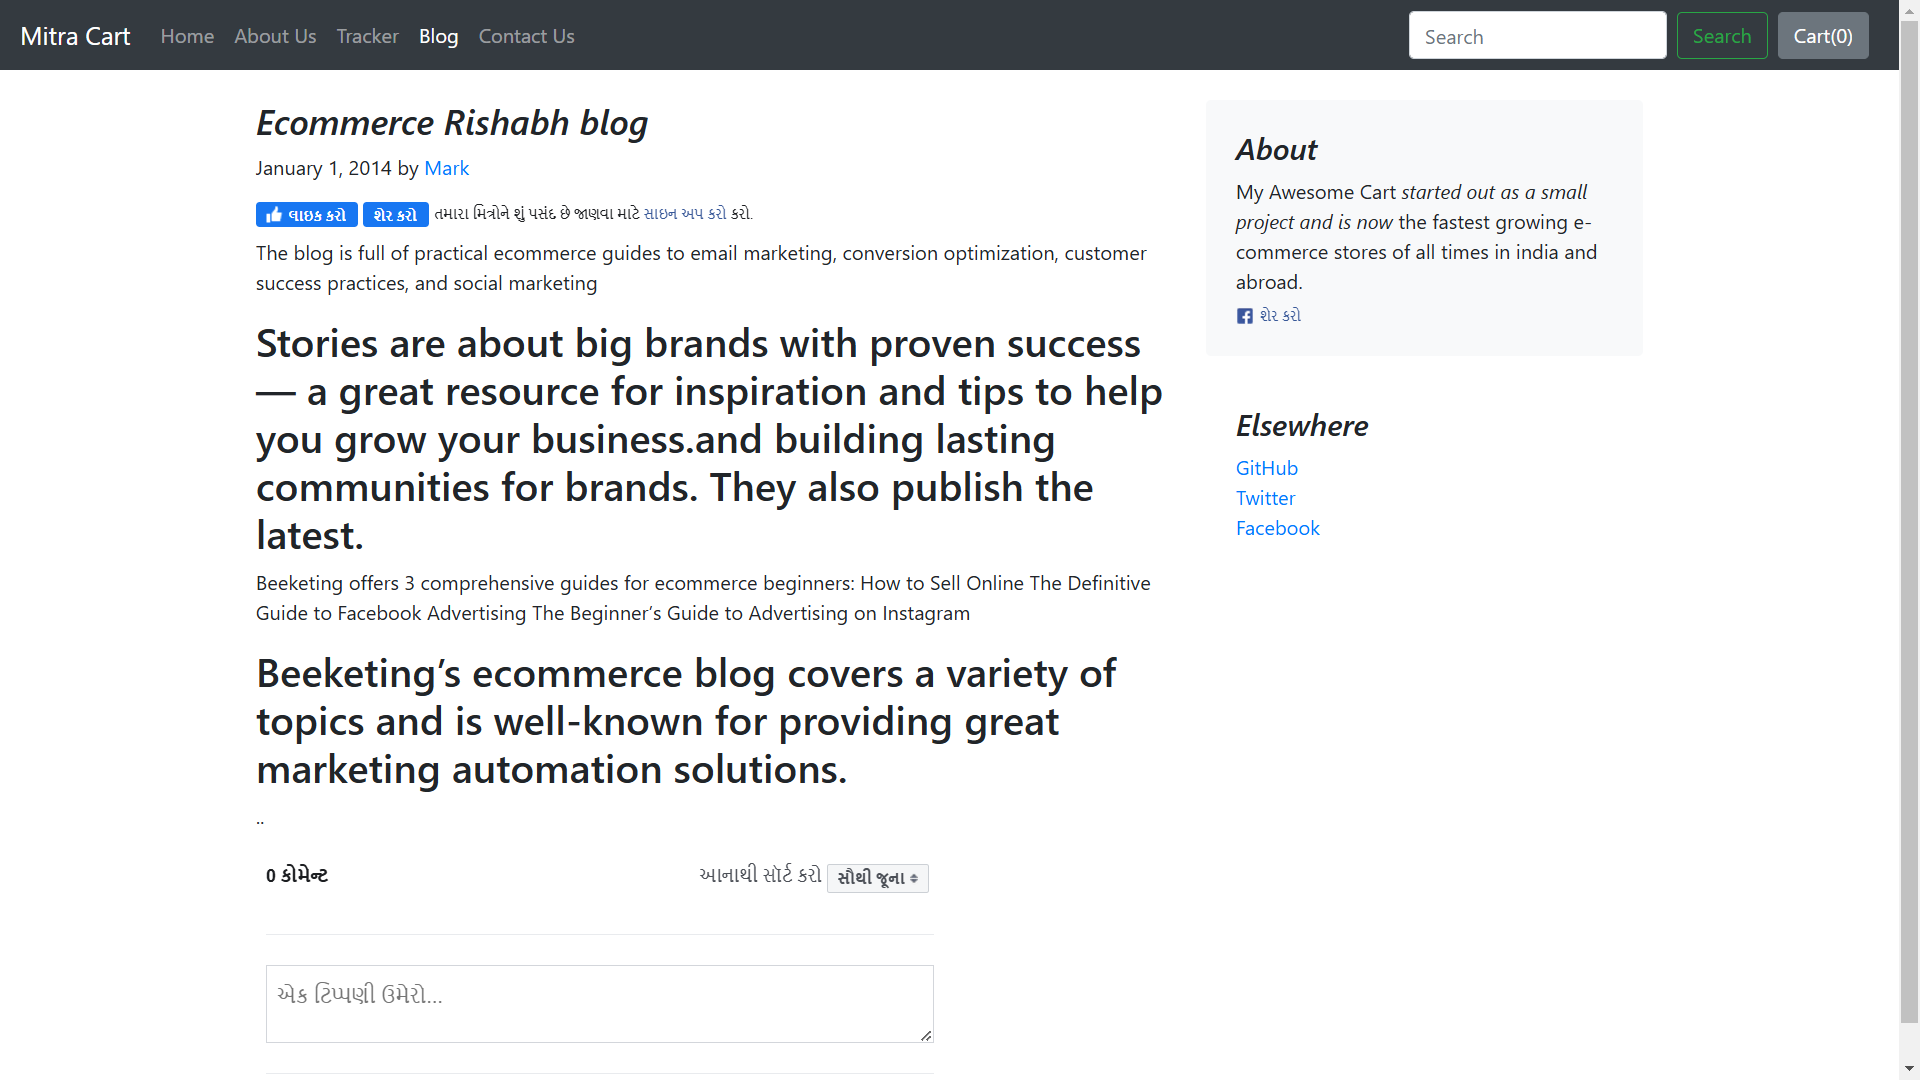 Mitra Cart Home About Us Tracker Blog Contact Us Search Search Cart(0)
Ecommerce Rishabh blog
January 1, 2014 by Mark
લાઇક કરો શેર કરો તમારા મિત્રોને શું પસંદ છે જાણવા માટે સાઇન અપ કરો કરો.
The blog is full of practical ecommerce guides to email marketing, conversion optimization, customer
success practices, and social marketing
Stories are about big brands with proven success
— a great resource for inspiration and tips to help
you grow your business.and building lasting
communities for brands. They also publish the
latest.
Beeketing offers 3 comprehensive guides for ecommerce beginners: How to Sell Online The Definitive
Guide to Facebook Advertising The Beginner’s Guide to Advertising on Instagram
Beeketing’s ecommerce blog covers a variety of
topics and is well-known for providing great
marketing automation solutions.
..
0 કોમેન્ટ આનાથી સૉર્ટ કરો સૌથી જૂના
એક ટિપ્પણી ઉમેરો...
About
My Awesome Cart started out as a small
project and is now the fastest growing e-
commerce stores of all times in india and
abroad.
શેર કરો
Elsewhere
GitHub
Twitter
Facebook